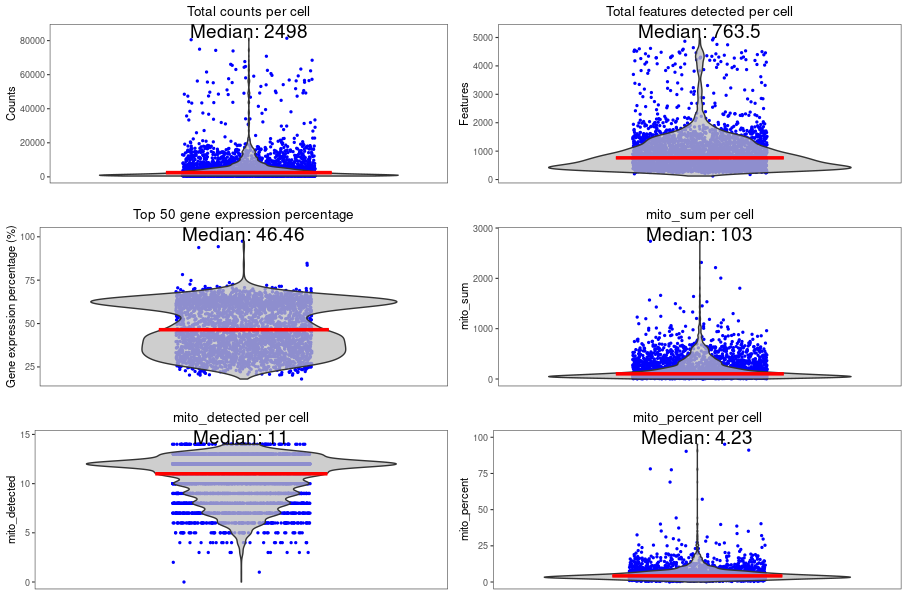 Total counts per cell
Median: 2498
80000
60000
40000
20000
0
Counts
Total features detected per cell
Median: 763.5
5000
4000
3000
2000
1000
0
Features
Top 50 gene expression percentage
Median: 46.46
100
75
50
25
Gene expression percentage (%)
mito_sum per cell
Median: 103
3000
2000
1000
0
mito_sum
mito_detected per cell
Median: 11
15
10
5
0
mito_detected
mito_percent per cell
Median: 4.23
100
75
50
25
0
mito_percent